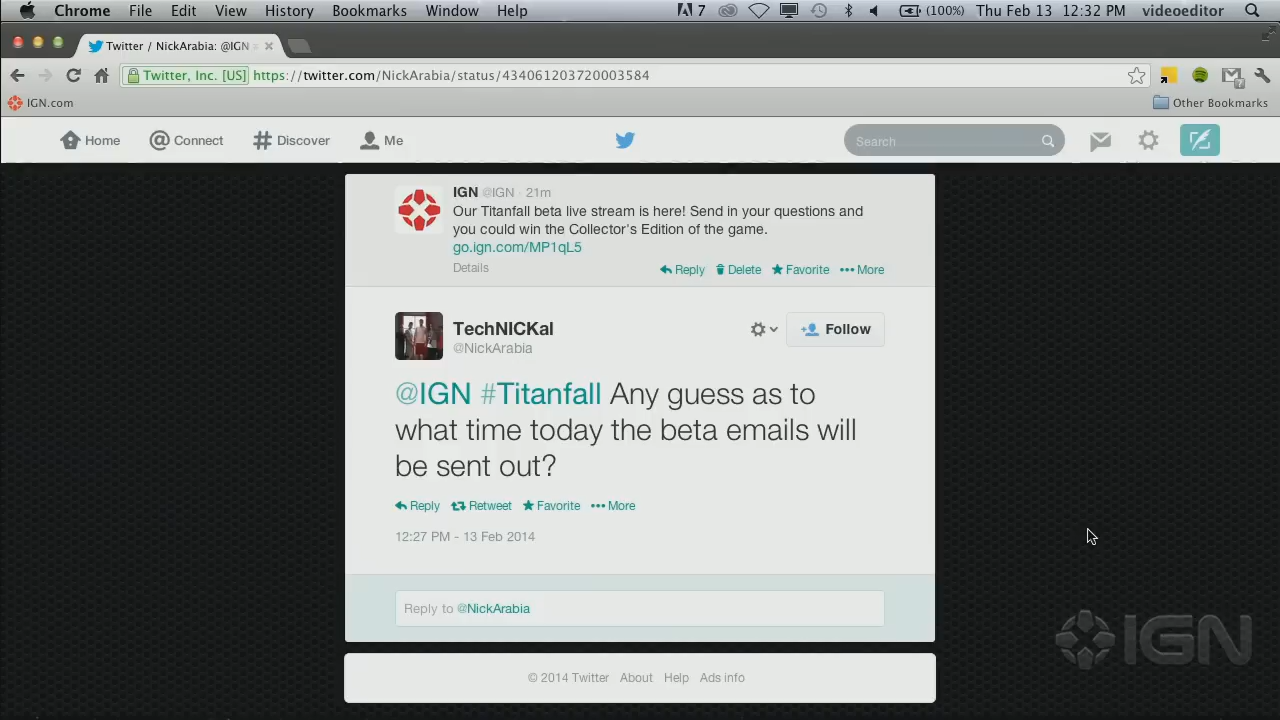 Chrome File Edit View History Bookmarks Window Help 7 (100%) Thu Feb 13 12:32 PM videoeditor
Twitter / NickArabia: @IGN
Twitter, Inc. [US] https://twitter.com/NickArabia/status/434061203720003584
IGN.com Other Bookmarks
Home @ Connect # Discover Me Search
IGN @IGN · 21m
Our Titanfall beta live stream is here! Send in your questions and
you could win the Collector's Edition of the game.
go.ign.com/MP1qL5
Details Reply Delete Favorite More
TechNICKal Follow
@NickArabia
@IGN #Titanfall Any guess as to
what time today the beta emails will
be sent out?
Reply Retweet Favorite More
12:27 PM - 13 Feb 2014
Reply to @NickArabia
IGN
© 2014 Twitter About Help Ads info